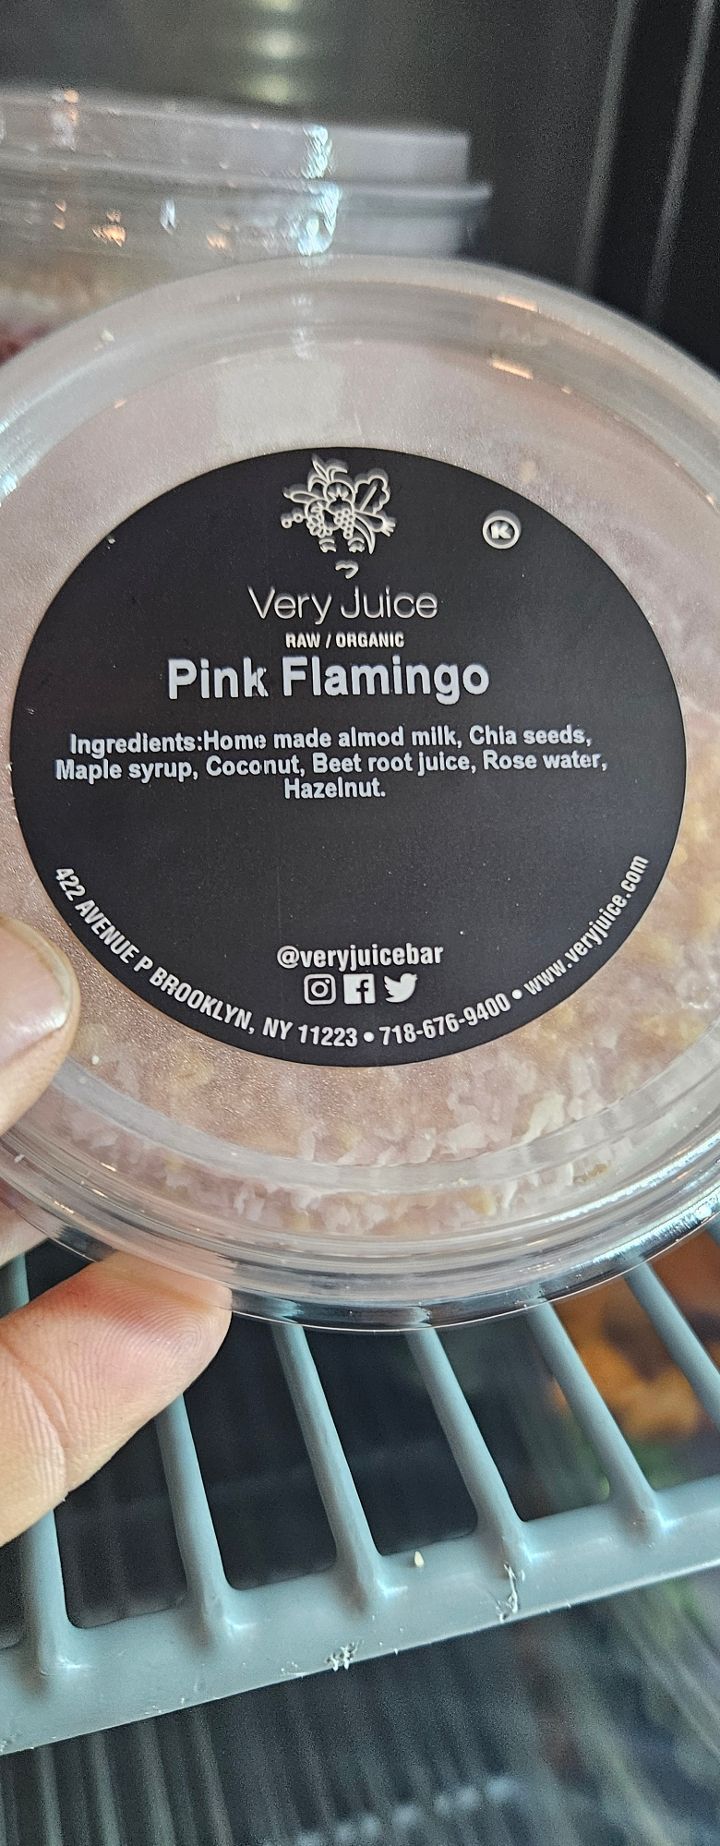 K
Very Juice
RAW / ORGANIC
Pink Flamingo
Ingredients:Home made almod milk, Chia seeds,
Maple syrup, Coconut, Beet root juice, Rose water,
Hazelnut.
@veryjuicebar
422 AVENUE P BROOKLYN, NY 11223 • 718-676-9400 • www.veryjuice.com